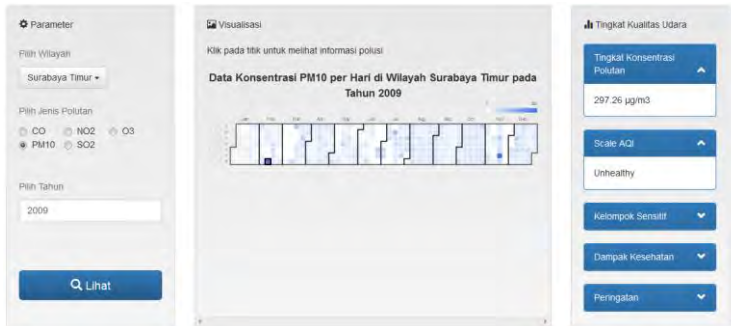 Parameter
Pilih Wilayah
Surabaya Timur
Pilih Jenis Polutan
CO NO2 O3
PM10 SO2
Pilih Tahun
2009
Lihat
Visualisasi
Klik pada titik untuk melihat informasi polusi
Data Konsentrasi PM10 per Hari di Wilayah Surabaya Timur pada
Tahun 2009
Tingkat Kualitas Udara
Tingkat Konsentrasi
Polutan
297.26 µg/m3
Scale AQI
Unhealthy
Kelompok Sensitif
Dampak Kesehatan
Peringatan